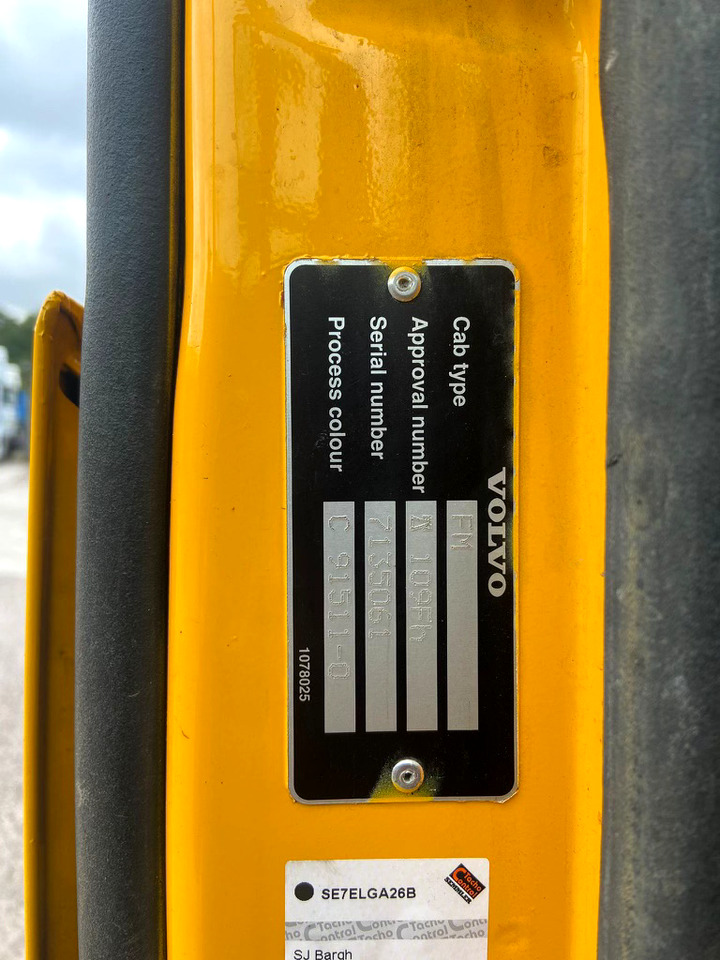 VOLVO
Cab type FM
Approval number
Serial number 7135061
Process colour C 91511-0
1078025
SE7ELGA26B
Tacho
Control
SJ Bargh